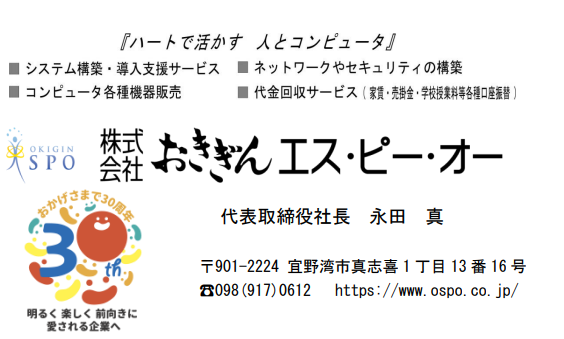 『ハートで活かす 人とコンピュータ』
■ システム構築・導入支援サービス
■ ネットワークやセキュリティの構築
■ コンピュータ各種機器販売
■ 代金回収サービス（家賃・売掛金・学校授業料等各種口座振替）
OKIGIN
SPO
株式会社 おきぎん エス・ピー・オー
おかげさまで30周年
30th
明るく 楽しく 前向きに
愛される企業へ
代表取締役社長 永田 真
〒901-2224 宜野湾市真志喜1丁目13番16号
☎098(917)0612 https://www.ospo.co.jp/